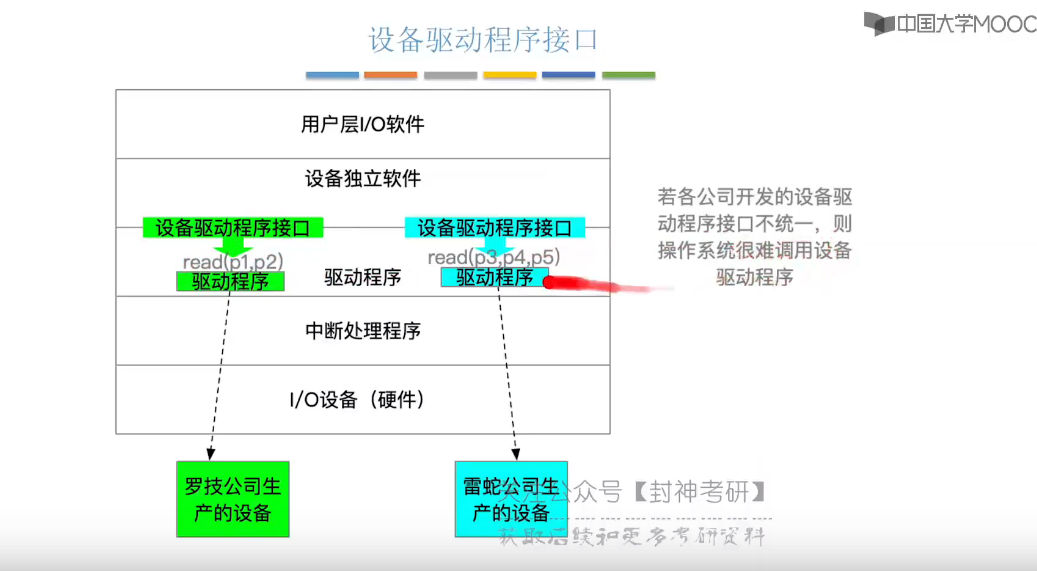 中国大学MOOC
设备驱动程序接口
用户层I/O软件
设备独立软件
设备驱动程序接口
设备驱动程序接口
read(p1,p2)
read(p3,p4,p5)
驱动程序
驱动程序
驱动程序
中断处理程序
I/O设备（硬件）
罗技公司生
产的设备
雷蛇公司生
产的设备
若各公司开发的设备驱
动程序接口不统一，则
操作系统很难调用设备
驱动程序
关注公众号【封神考研】
获取后续和更多考研资料